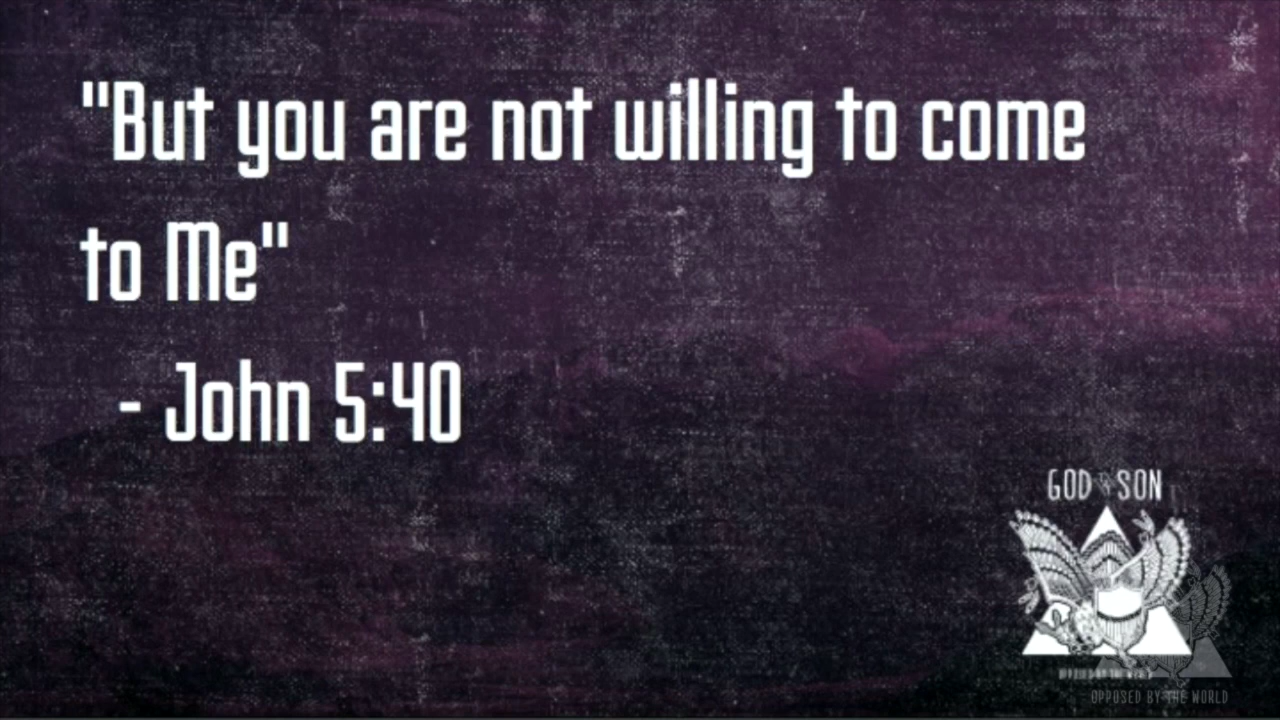 "But you are not willing to come
to Me"
- John 5:40
GOD & SON
OPPOSED BY THE WORLD